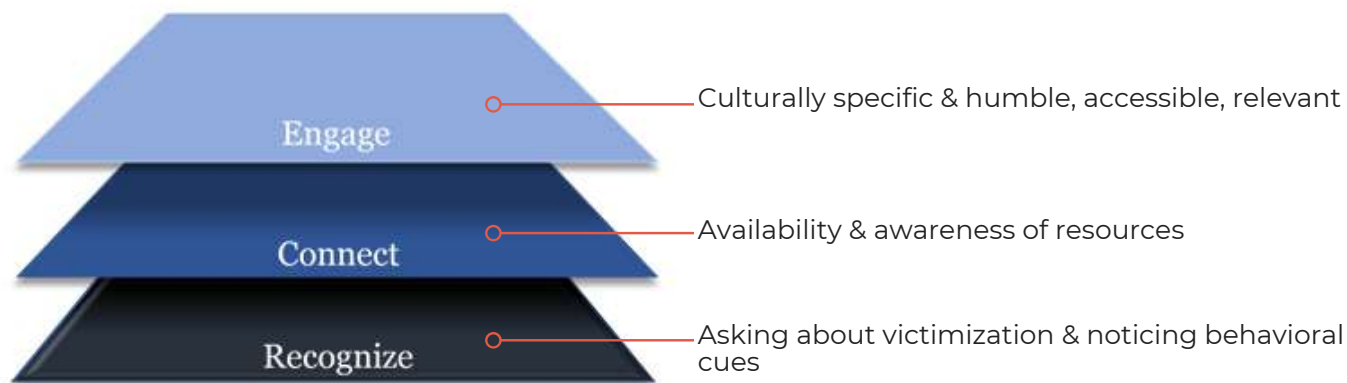 Engage
Culturally specific & humble, accessible, relevant
Connect
Availability & awareness of resources
Recognize
Asking about victimization & noticing behavioral
cues